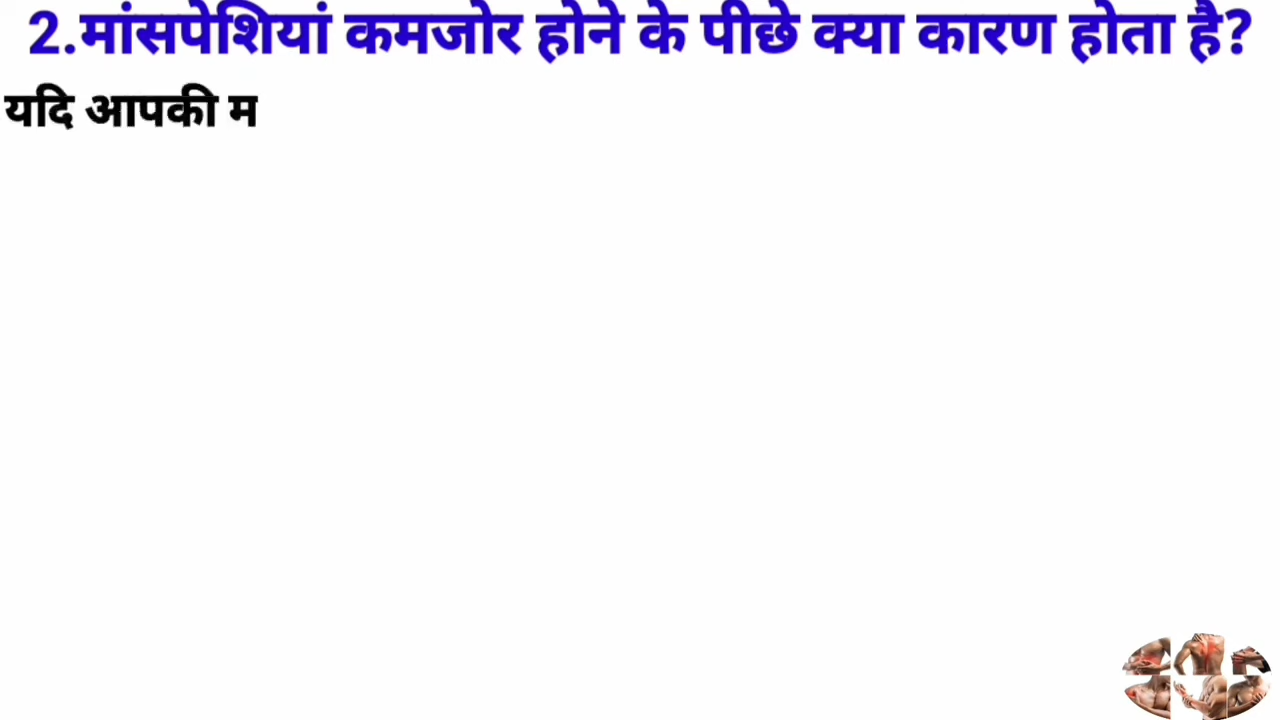 2.मांसपेशियां कमजोर होने के पीछे क्या कारण होता है?
यदि आपकी म